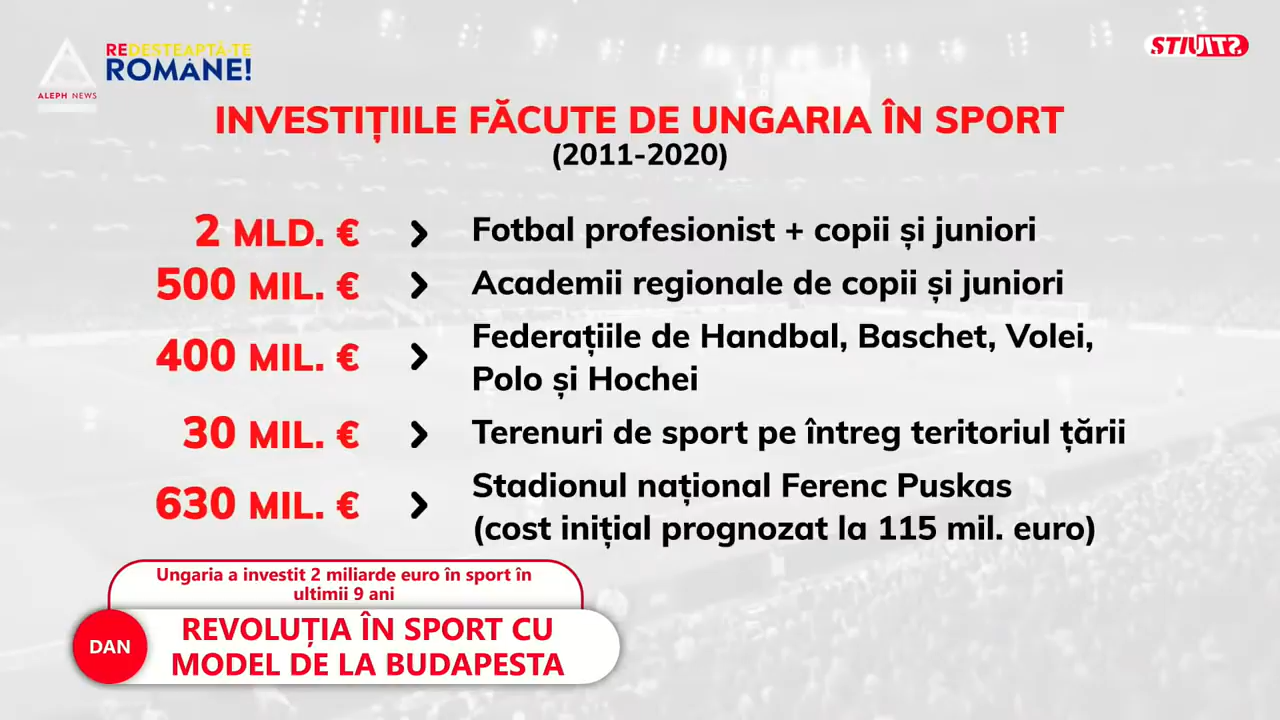 REDEȘTEAPTĂ-TE
ROMÂNE!
ALEPH NEWS
INVESTIȚIILE FĂCUTE DE UNGARIA ÎN SPORT
(2011-2020)
2 MLD. € Fotbal profesionist + copii și juniori
500 MIL. € Academii regionale de copii și juniori
400 MIL. € Federațiile de Handbal, Baschet, Volei,
Polo și Hochei
30 MIL. € Terenuri de sport pe întreg teritoriul țării
630 MIL. € Stadionul național Ferenc Puskas
(cost inițial prognozat la 115 mil. euro)
Ungaria a investit 2 miliarde euro în sport în
ultimii 9 ani
DAN
REVOLUȚIA ÎN SPORT CU
MODEL DE LA BUDAPESTA